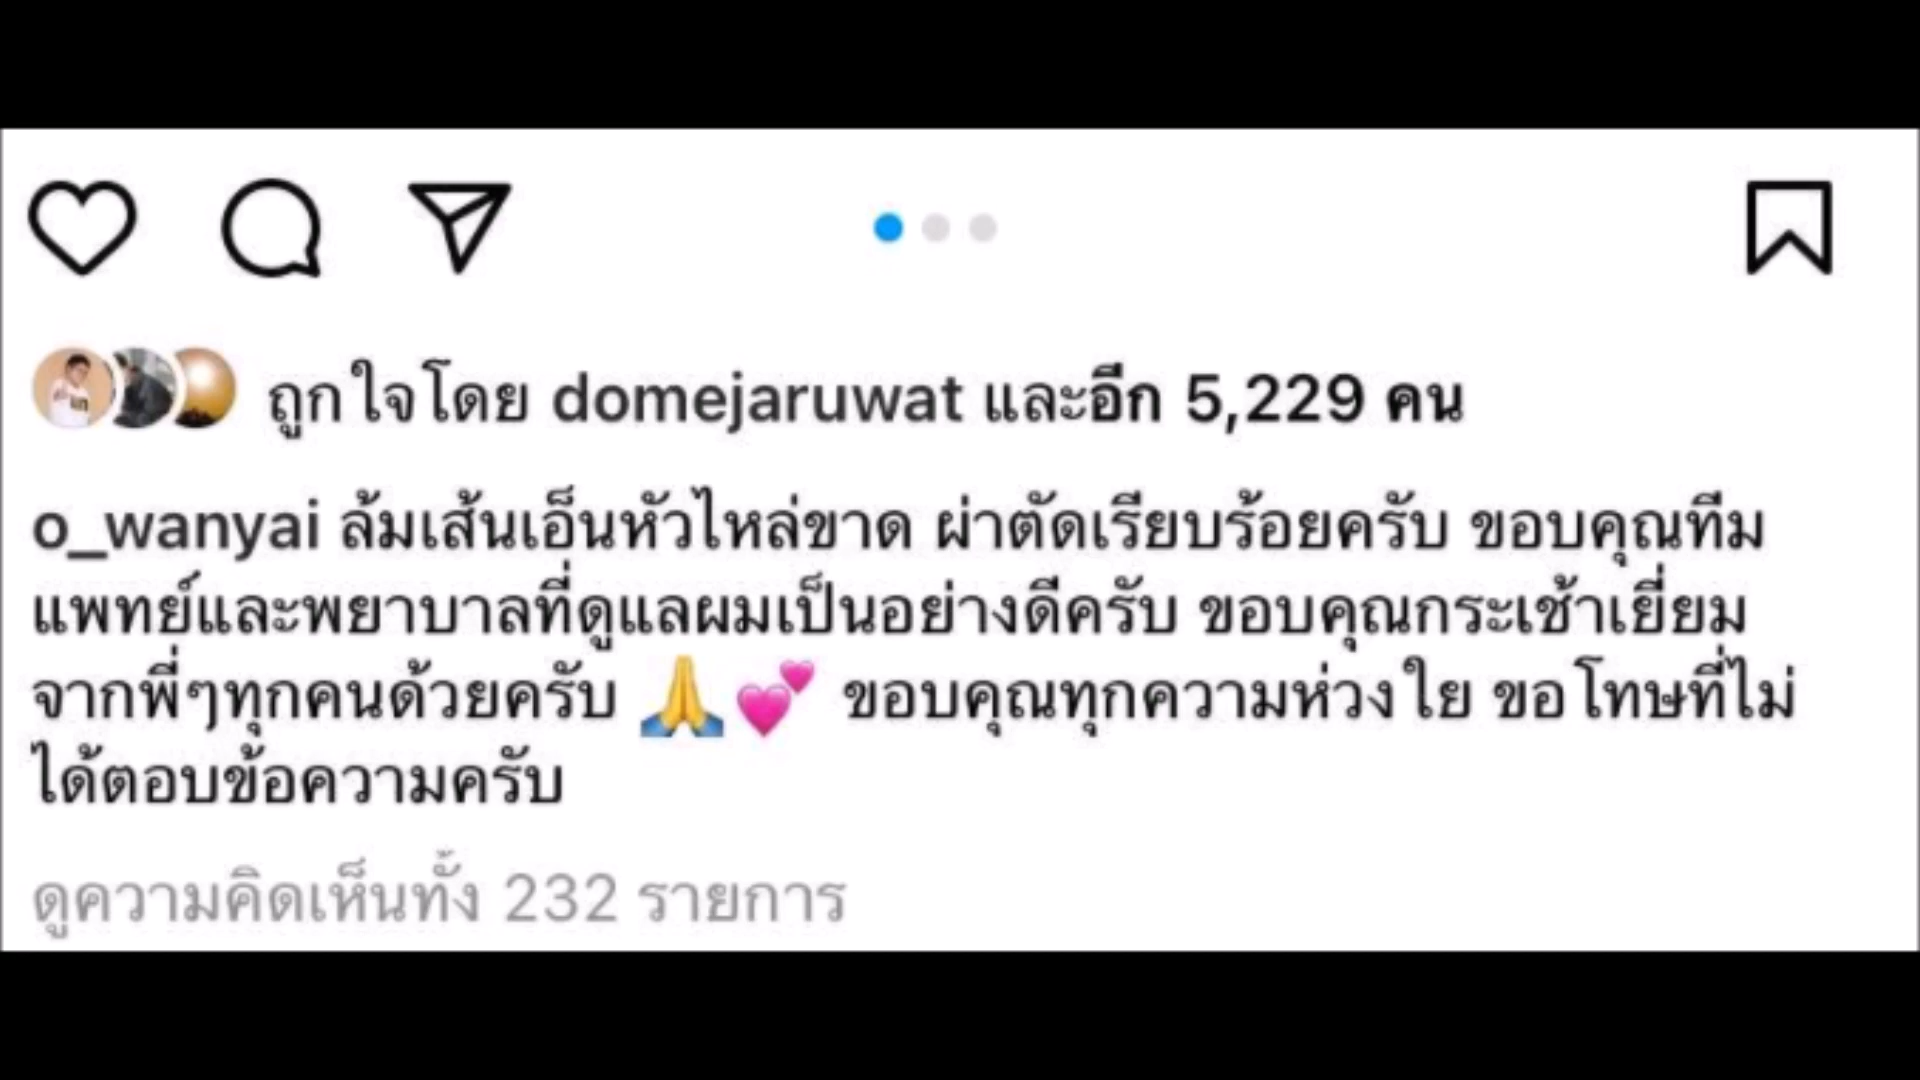 ถูกใจโดย domejaruwat และอีก 5,229 คน
o_wanyai ล้มเส้นเอ็นหัวไหล่ขาด ผ่าตัดเรียบร้อยครับ ขอบคุณทีม
แพทย์และพยาบาลที่ดูแลผมเป็นอย่างดีครับ ขอบคุณกระเช้าเยี่ยม
จากพี่ๆทุกคนด้วยครับ 🙏💕 ขอบคุณทุกความห่วงใย ขอโทษที่ไม่
ได้ตอบข้อความครับ
ดูความคิดเห็นทั้ง 232 รายการ